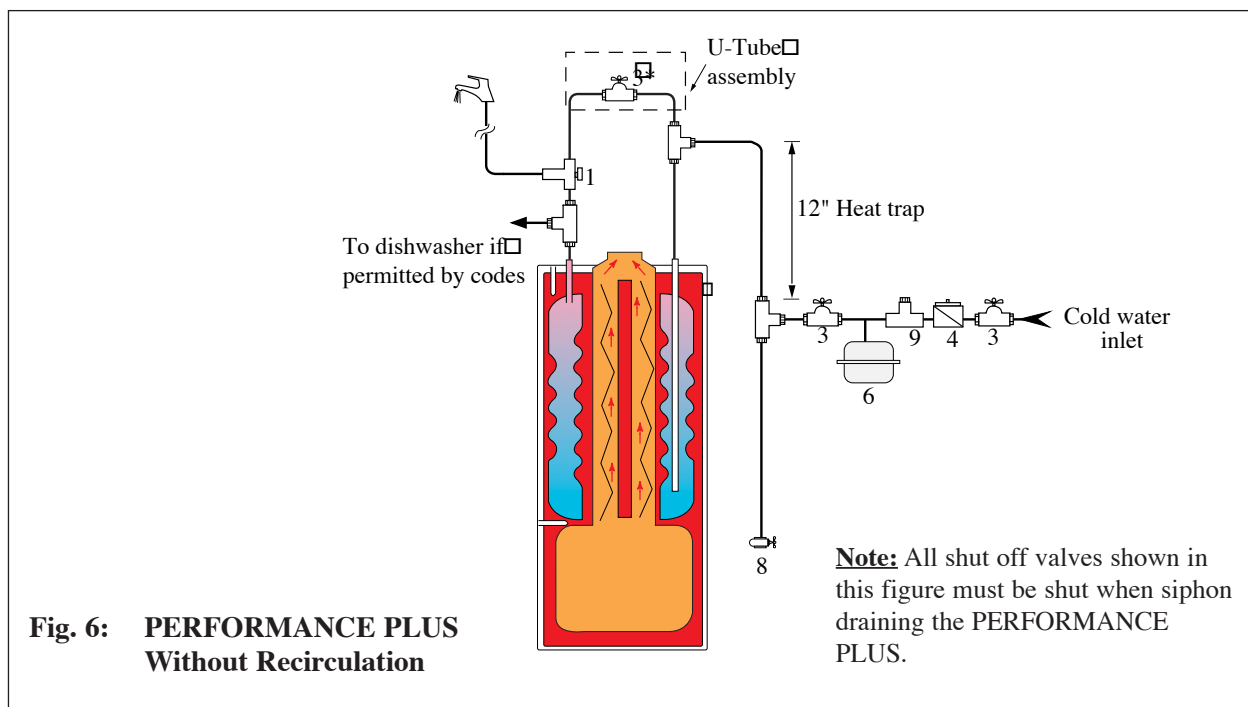 U-Tube
assembly
3*
1
12" Heat trap
To dishwasher if
permitted by codes
3
9
4
3
Cold water
inlet
6
8
Note: All shut off valves shown in
this figure must be shut when siphon
draining the PERFORMANCE
PLUS.
Fig. 6: PERFORMANCE PLUS
Without Recirculation